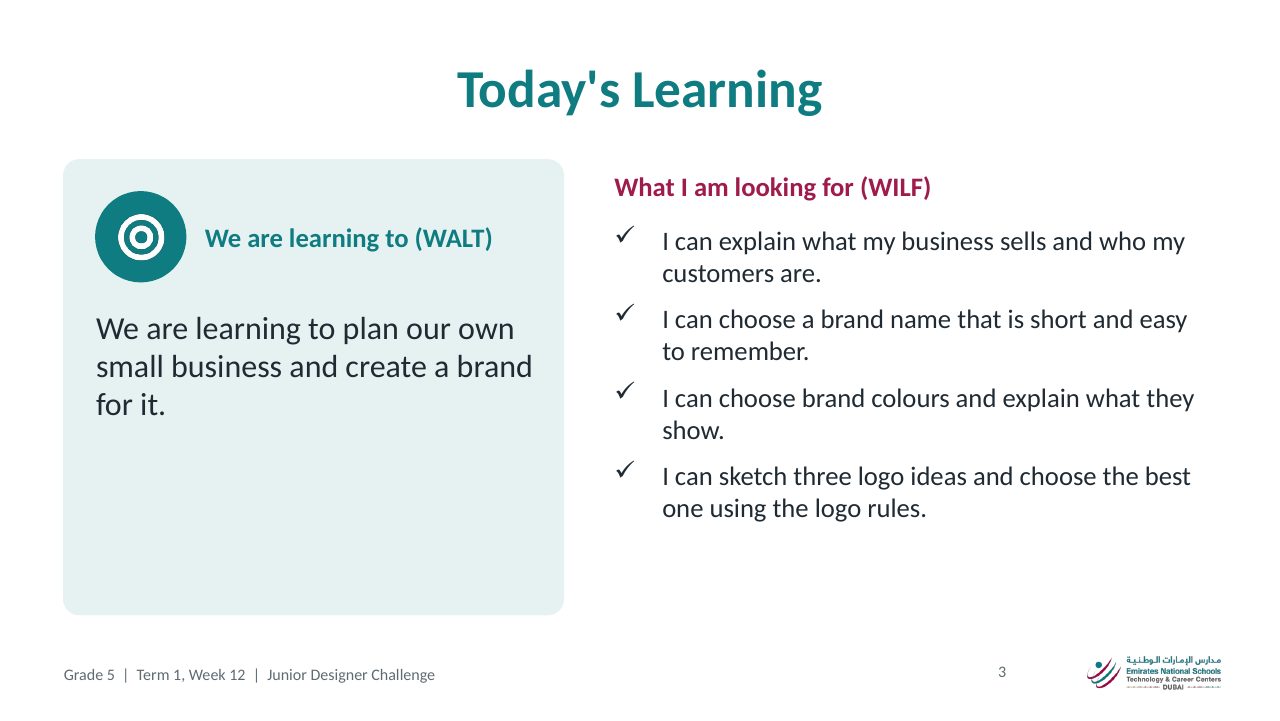 Today's Learning
We are learning to (WALT)
We are learning to plan our own
small business and create a brand
for it.
What I am looking for (WILF)
✓ I can explain what my business sells and who my
customers are.
✓ I can choose a brand name that is short and easy
to remember.
✓ I can choose brand colours and explain what they
show.
✓ I can sketch three logo ideas and choose the best
one using the logo rules.
Grade 5 | Term 1, Week 12 | Junior Designer Challenge
3
مدارس الإمارات الوطنية
Emirates National Schools
Technology & Career Centers
DUBAI